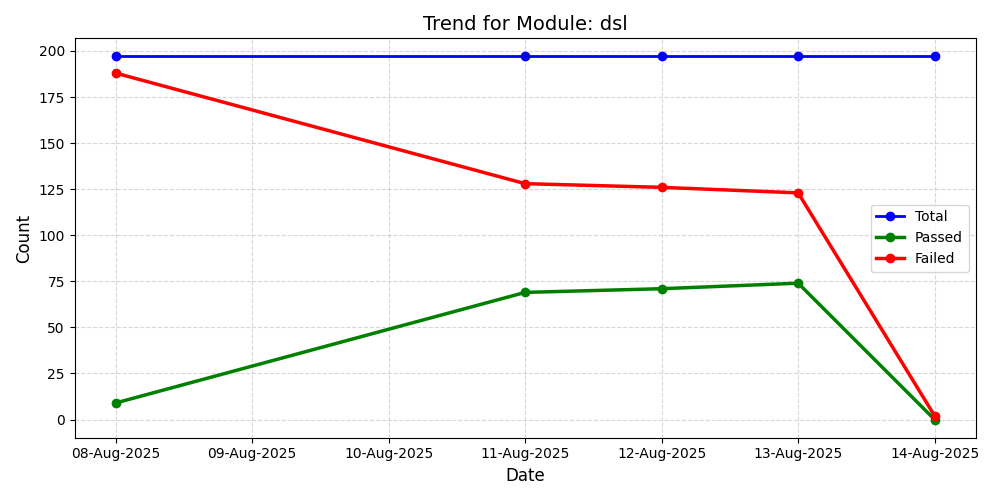 Trend for Module: dsl
Count
200
175
150
125
100
75
50
25
0
Total
Passed
Failed
08-Aug-2025
09-Aug-2025
10-Aug-2025
11-Aug-2025
12-Aug-2025
13-Aug-2025
14-Aug-2025
Date